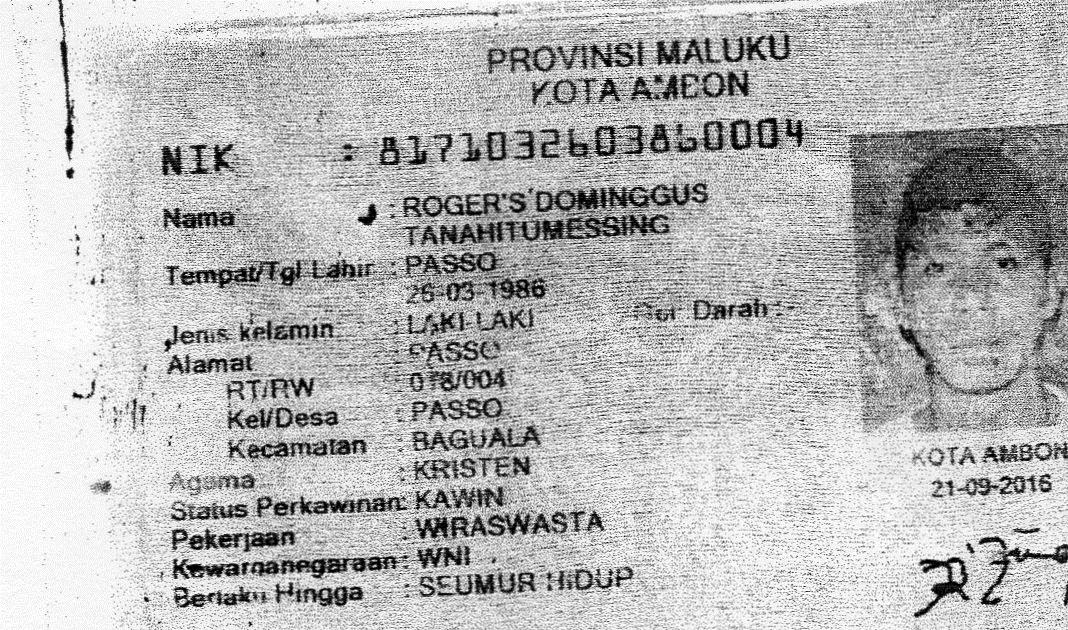 PROVINSI MALUKU
KOTA AMBON
NIK : 8171032603860004
Nama : ROGER'S DOMINGGUS
TANAHITUMESSING
Tempat/Tgl Lahir : PASSO
26-03-1986
Jenis kelamin : LAKI-LAKI Gol. Darah : -
Alamat : PASSO
RT/RW : 018/004
Kel/Desa : PASSO
Kecamatan : BAGUALA
Agama : KRISTEN
Status Perkawinan: KAWIN
Pekerjaan : WIRASWASTA
Kewarganegaraan: WNI
Berlaku Hingga : SEUMUR HIDUP
KOTA AMBON
21-09-2016